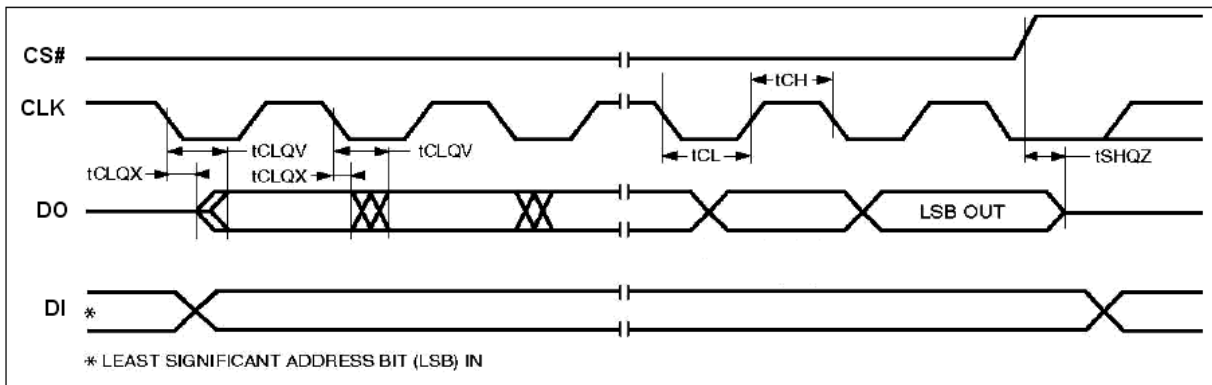 CS#
tCH
CLK
tCLQV
tCLQV
tCL
tSHQZ
tCLQX
tCLQX
DO
LSB OUT
DI
*
* LEAST SIGNIFICANT ADDRESS BIT (LSB) IN